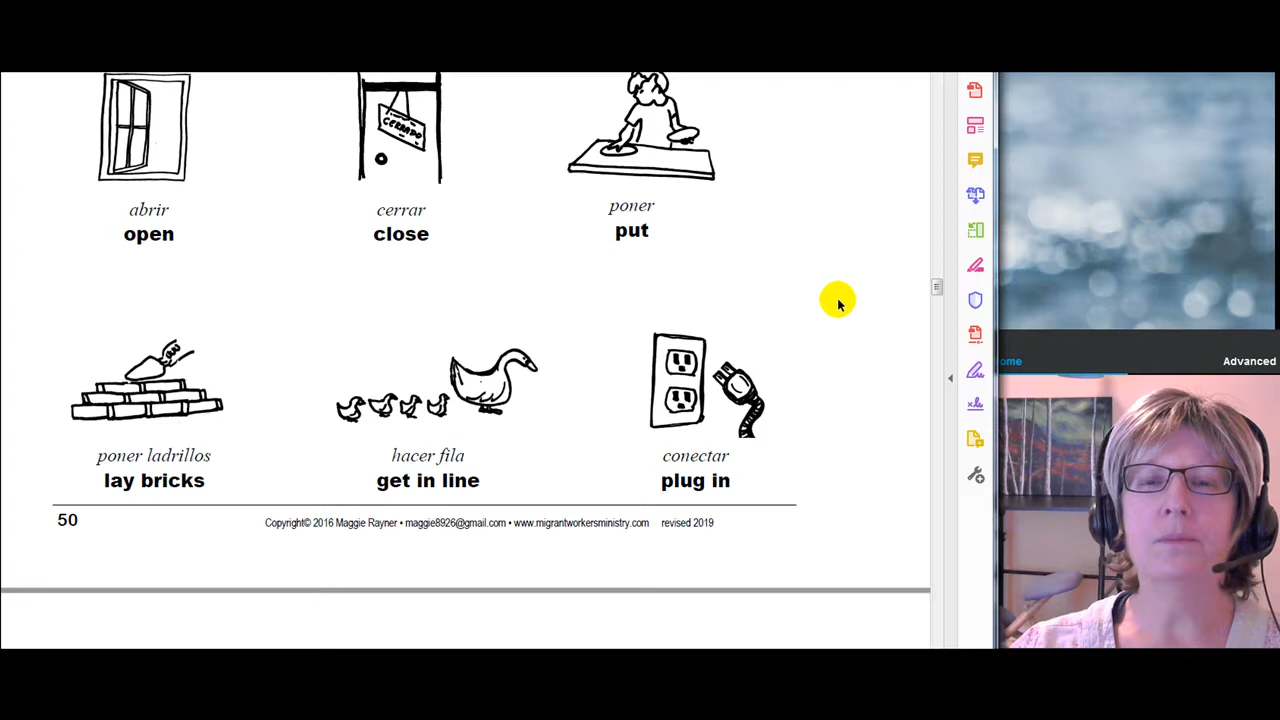 CERRADO
abrir
open
cerrar
close
poner
put
poner ladrillos
lay bricks
hacer fila
get in line
conectar
plug in
50
Copyright© 2016 Maggie Rayner • maggie8926@gmail.com • www.migrantworkersministry.com revised 2019
ome
Advanced